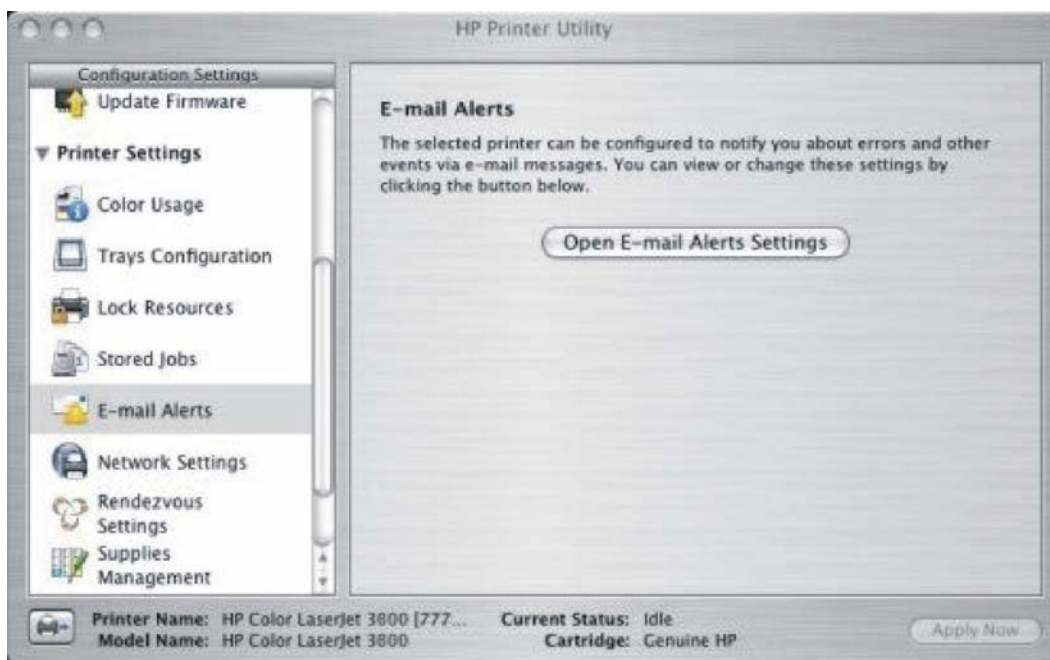 HP Printer Utility
Configuration Settings
Update Firmware
Printer Settings
Color Usage
Trays Configuration
Lock Resources
Stored Jobs
E-mail Alerts
Network Settings
Rendezvous
Settings
Supplies
Management
E-mail Alerts
The selected printer can be configured to notify you about errors and other
events via e-mail messages. You can view or change these settings by
clicking the button below.
Open E-mail Alerts Settings
Printer Name: HP Color LaserJet 3800 [777...
Model Name: HP Color LaserJet 3800
Current Status: Idle
Cartridge: Genuine HP
Apply Now